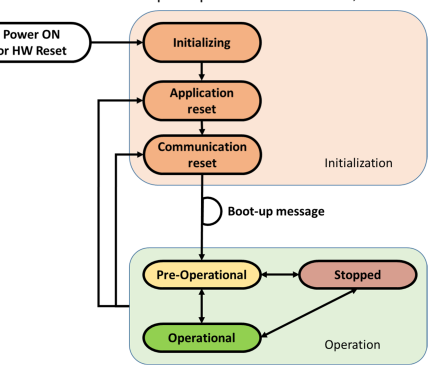 Power ON
or HW Reset
Initializing
Application
reset
Communication
reset
Initialization
Boot-up message
Pre-Operational
Stopped
Operational
Operation